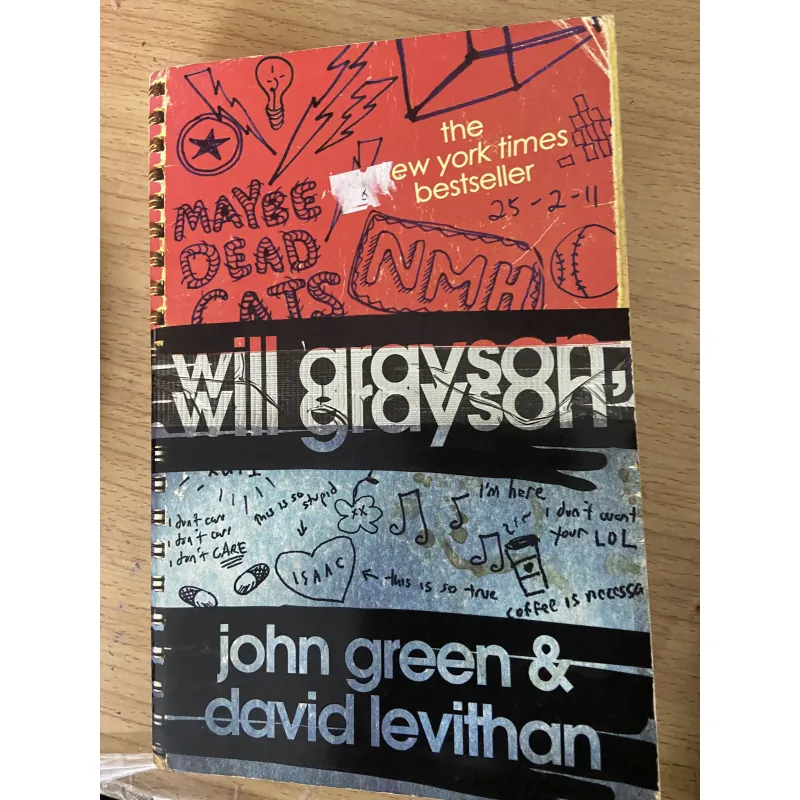 the
ew york times
bestseller
6
25-2-11
MAYBE
DEAD
CATS
NMH
will grayson,
will grayson
this is so
stupid
i don't care
i don't care
i don't CARE
ISAAC
this is so true
I'm here
i don't want
your LOL
coffee is necessa
john green &
david levithan